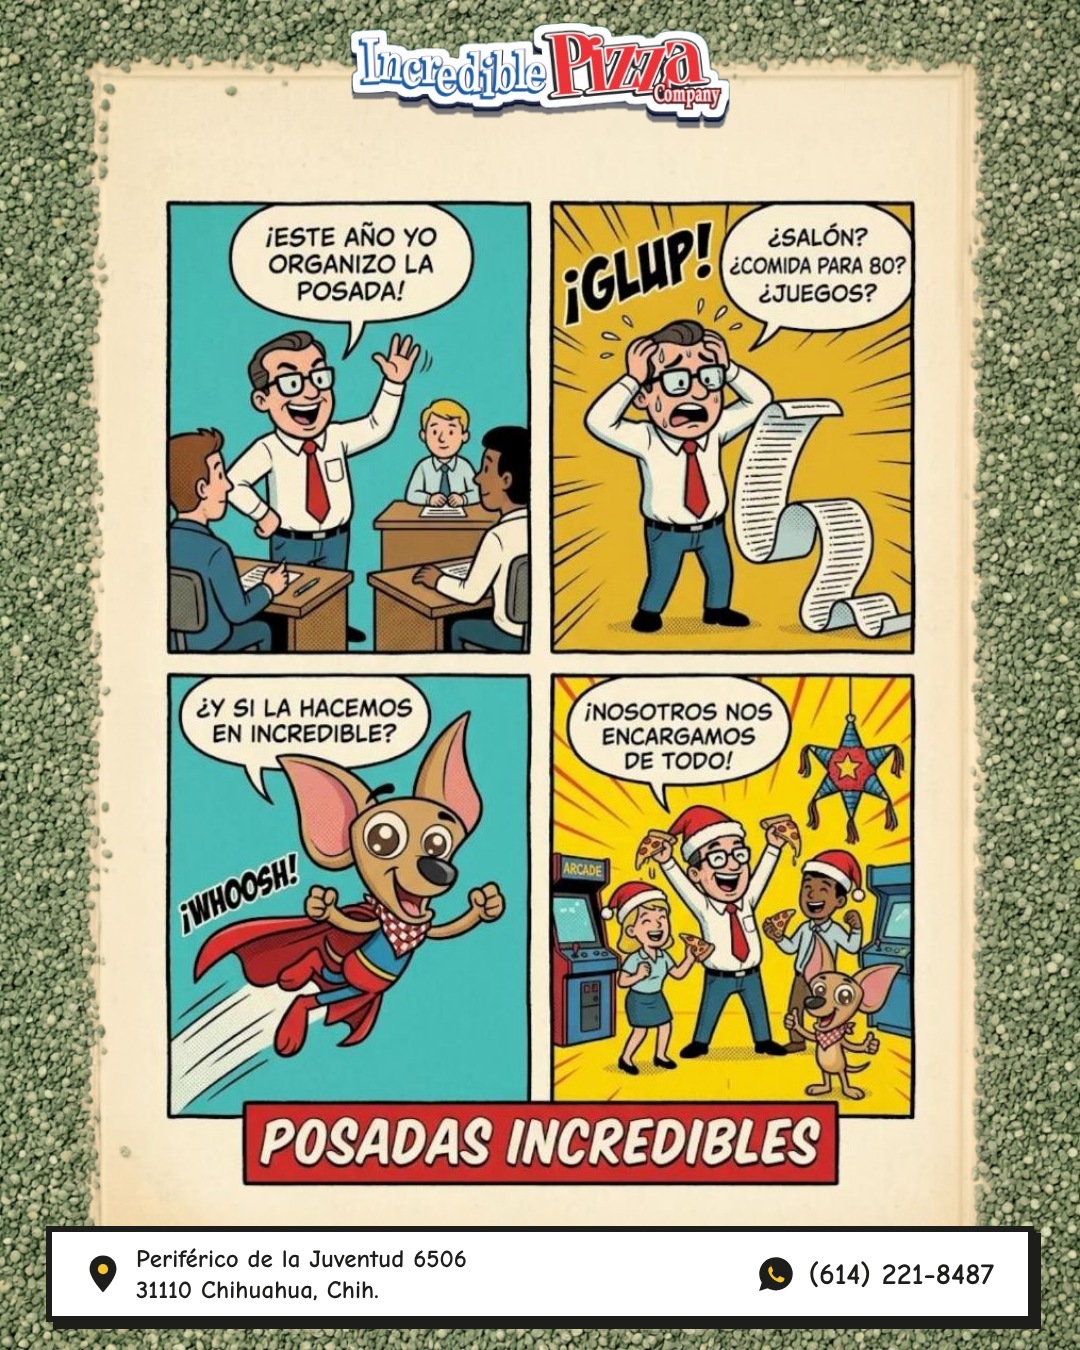 Incredible Pizza
Company
¡ESTE AÑO YO
ORGANIZO LA
POSADA!
¡GLUP!
¿SALÓN?
¿COMIDA PARA 80?
¿JUEGOS?
¿Y SI LA HACEMOS
EN INCREDIBLE?
¡WHOOSH!
¡NOSOTROS NOS
ENCARGAMOS
DE TODO!
ARCADE
POSADAS INCREDIBLES
Periférico de la Juventud 6506
31110 Chihuahua, Chih.
(614) 221-8487